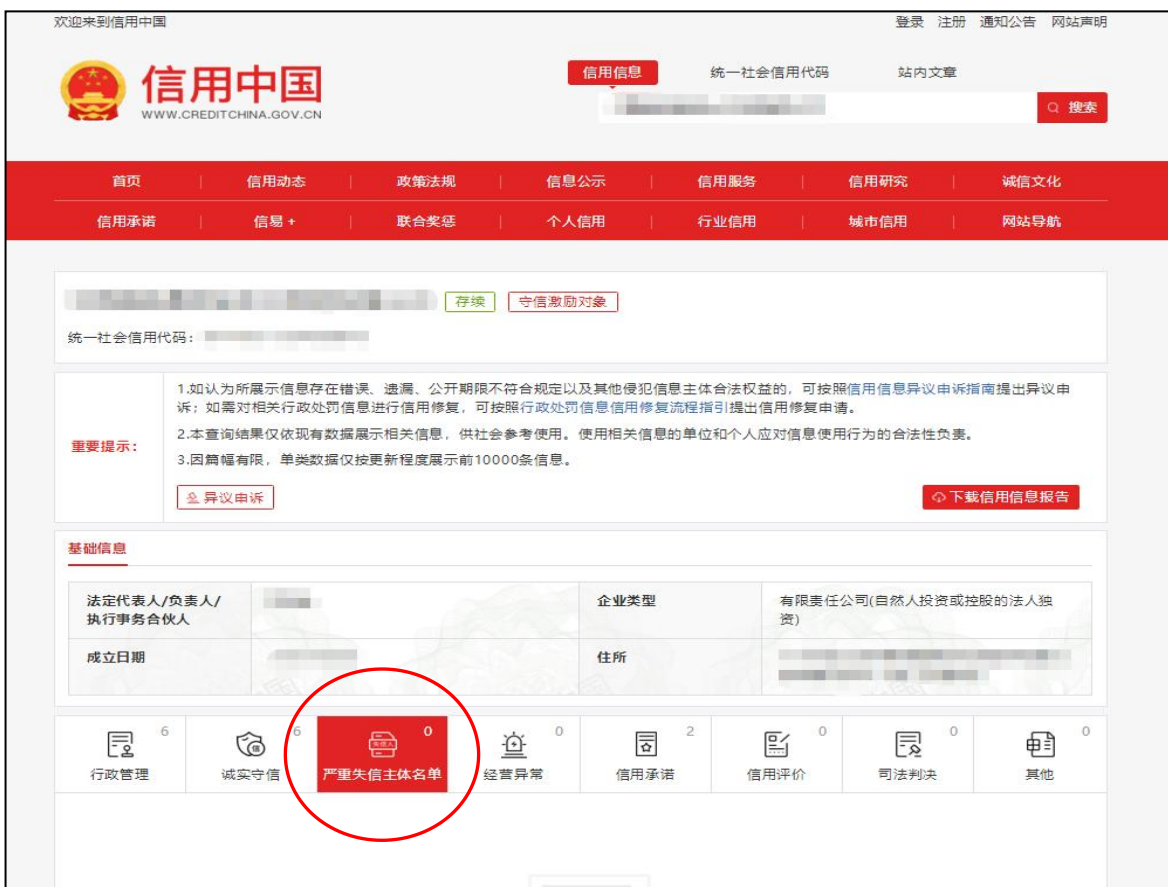 欢迎来到信用中国
登录 注册 通知公告 网站声明
信用信息 统一社会信用代码 站内文章
信用中国
WWW.CREDITCHINA.GOV.CN
搜索
首页 信用动态 政策法规 信息公示 信用服务 信用研究 诚信文化
信用承诺 信易+ 联合奖惩 个人信用 行业信用 城市信用 网站导航
存续 守信激励对象
统一社会信用代码:
重要提示:
1.如认为所展示信息存在错误、遗漏、公开期限不符合规定以及其他侵犯信息主体合法权益的,可按照信用信息异议申诉指南提出异议申
诉;如需对相关行政处罚信息进行信用修复,可按照行政处罚信息信用修复流程指引提出信用修复申请。
2.本查询结果仅依现有数据展示相关信息,供社会参考使用。使用相关信息的单位和个人应对信息使用行为的合法性负责。
3.因篇幅有限,单类数据仅按更新程度展示前10000条信息。
异议申诉 下载信用信息报告
基础信息
法定代表人/负责人/
执行事务合伙人
企业类型
有限责任公司(自然人投资或控股的法人独
资)
成立日期 住所
6 6 0 0 2 0 0 0
行政管理 诚实守信 严重失信主体名单 经营异常 信用承诺 信用评价 司法判决 其他